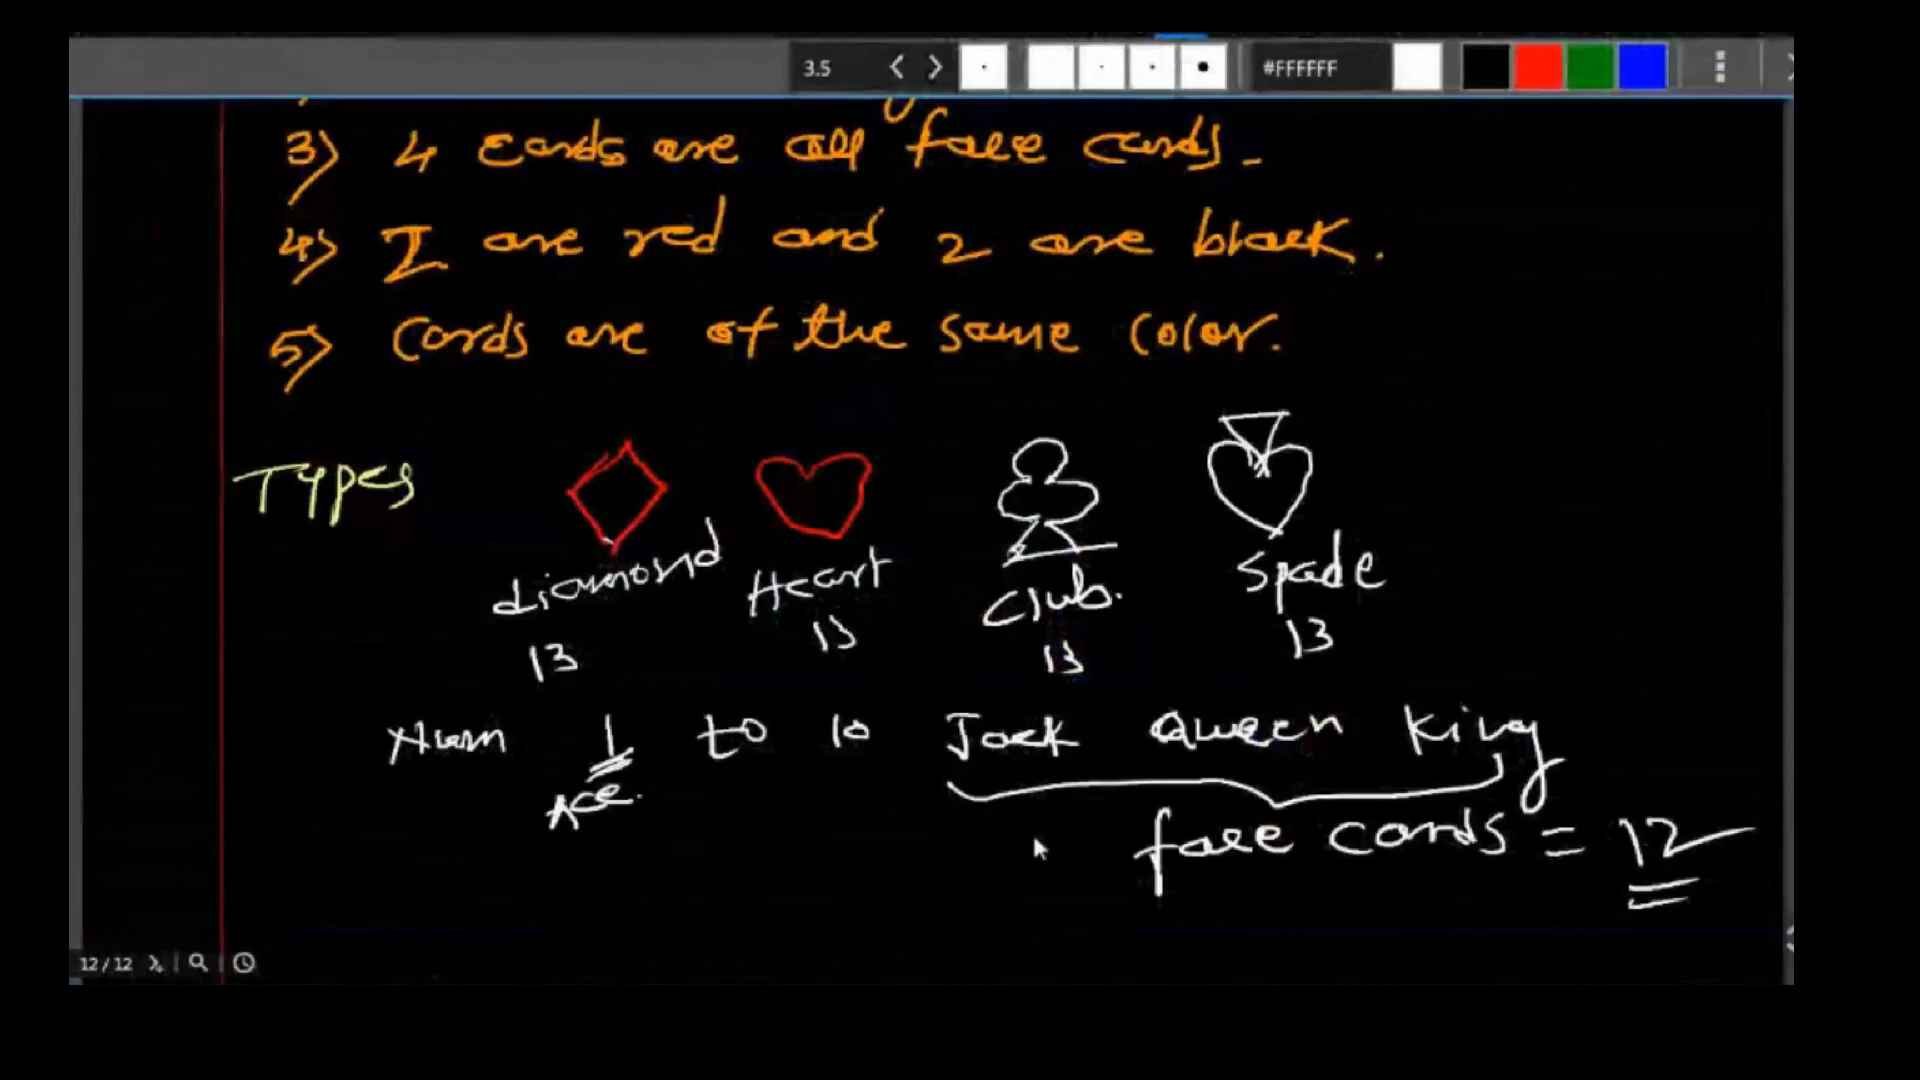 3.5 #FFFFFF
3) 4 cards are all face cards.
4) 2 are red and 2 are black.
5) Cards are of the same color.
Types
diamond Heart Club. Spade
13 13 13 13
Num 1 to 10 Jack Queen King
Ace.
face cards = 12
12/12